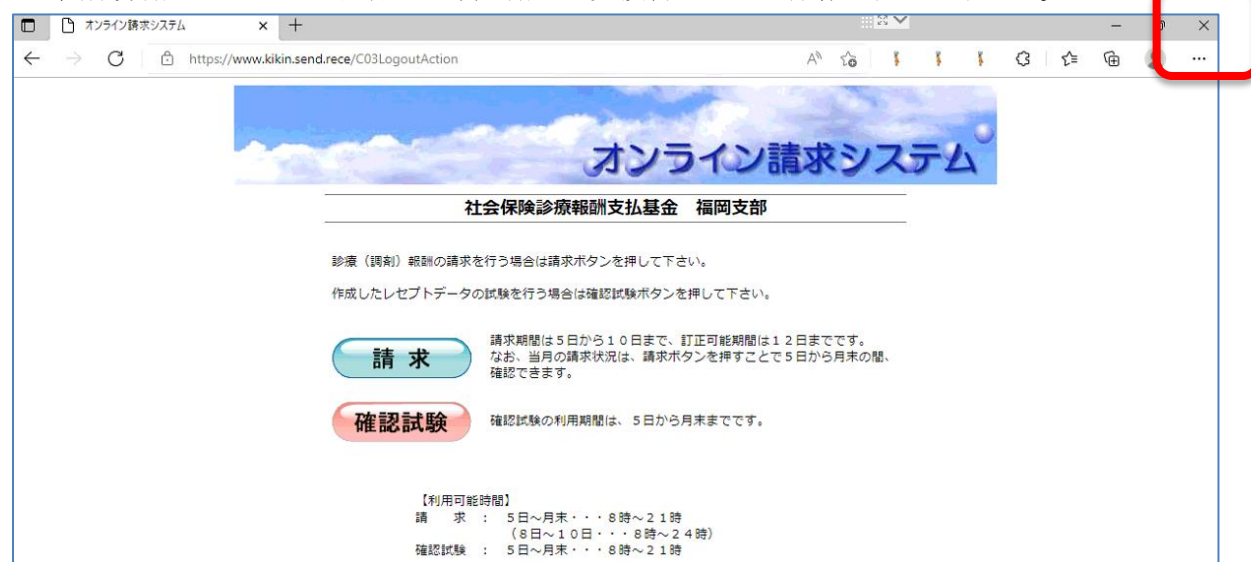 オンライン請求システム
https://www.kikin.send.rece/C03LogoutAction
オンライン請求システム
社会保険診療報酬支払基金　福岡支部
診療（調剤）報酬の請求を行う場合は請求ボタンを押して下さい。
作成したレセプトデータの試験を行う場合は確認試験ボタンを押して下さい。
請 求
請求期間は５日から１０日まで、訂正可能期間は１２日までです。
なお、当月の請求状況は、請求ボタンを押すことで５日から月末の間、
確認できます。
確認試験
確認試験の利用期間は、５日から月末までです。
【利用可能時間】
請　求　：　５日～月末・・・８時～２１時
（８日～１０日・・・８時～２４時）
確認試験　：　５日～月末・・・８時～２１時